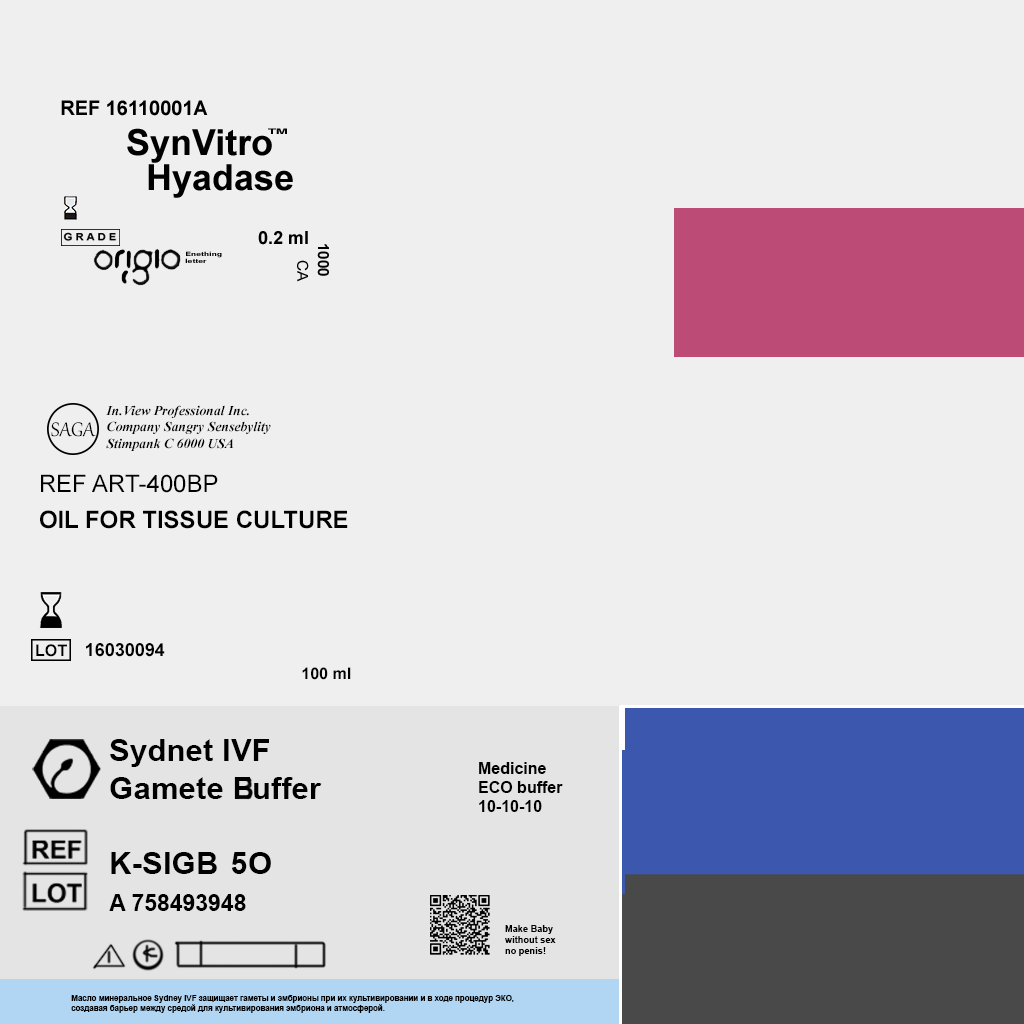 REF 16110001A
SynVitro™
Hyadase
GRADE
0.2 ml
1000
CA
origio
Enething
letter
SAGA
In.View Professional Inc.
Company Sangry Sensebylity
Stimpank C 6000 USA
REF ART-400BP
OIL FOR TISSUE CULTURE
LOT 16030094
100 ml
Sydnet IVF
Gamete Buffer
Medicine
ECO buffer
10-10-10
REF K-SIGB 5O
LOT A 758493948
Make Baby
without sex
no penis!
Масло минеральное Sydney IVF защищает гаметы и эмбрионы при их культивировании и в ходе процедур ЭКО,
создавая барьер между средой для культивирования эмбриона и атмосферой.